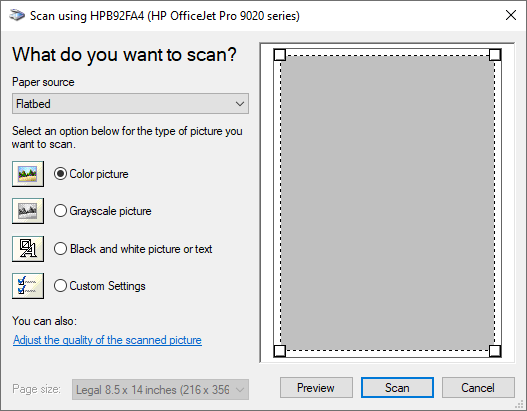 Scan using HPB92FA4 (HP OfficeJet Pro 9020 series)
What do you want to scan?
Paper source
Flatbed
Select an option below for the type of picture you
want to scan.
Color picture
Grayscale picture
Black and white picture or text
Custom Settings
You can also:
Adjust the quality of the scanned picture
Page size:
Legal 8.5 x 14 inches (216 x 356
Preview
Scan
Cancel